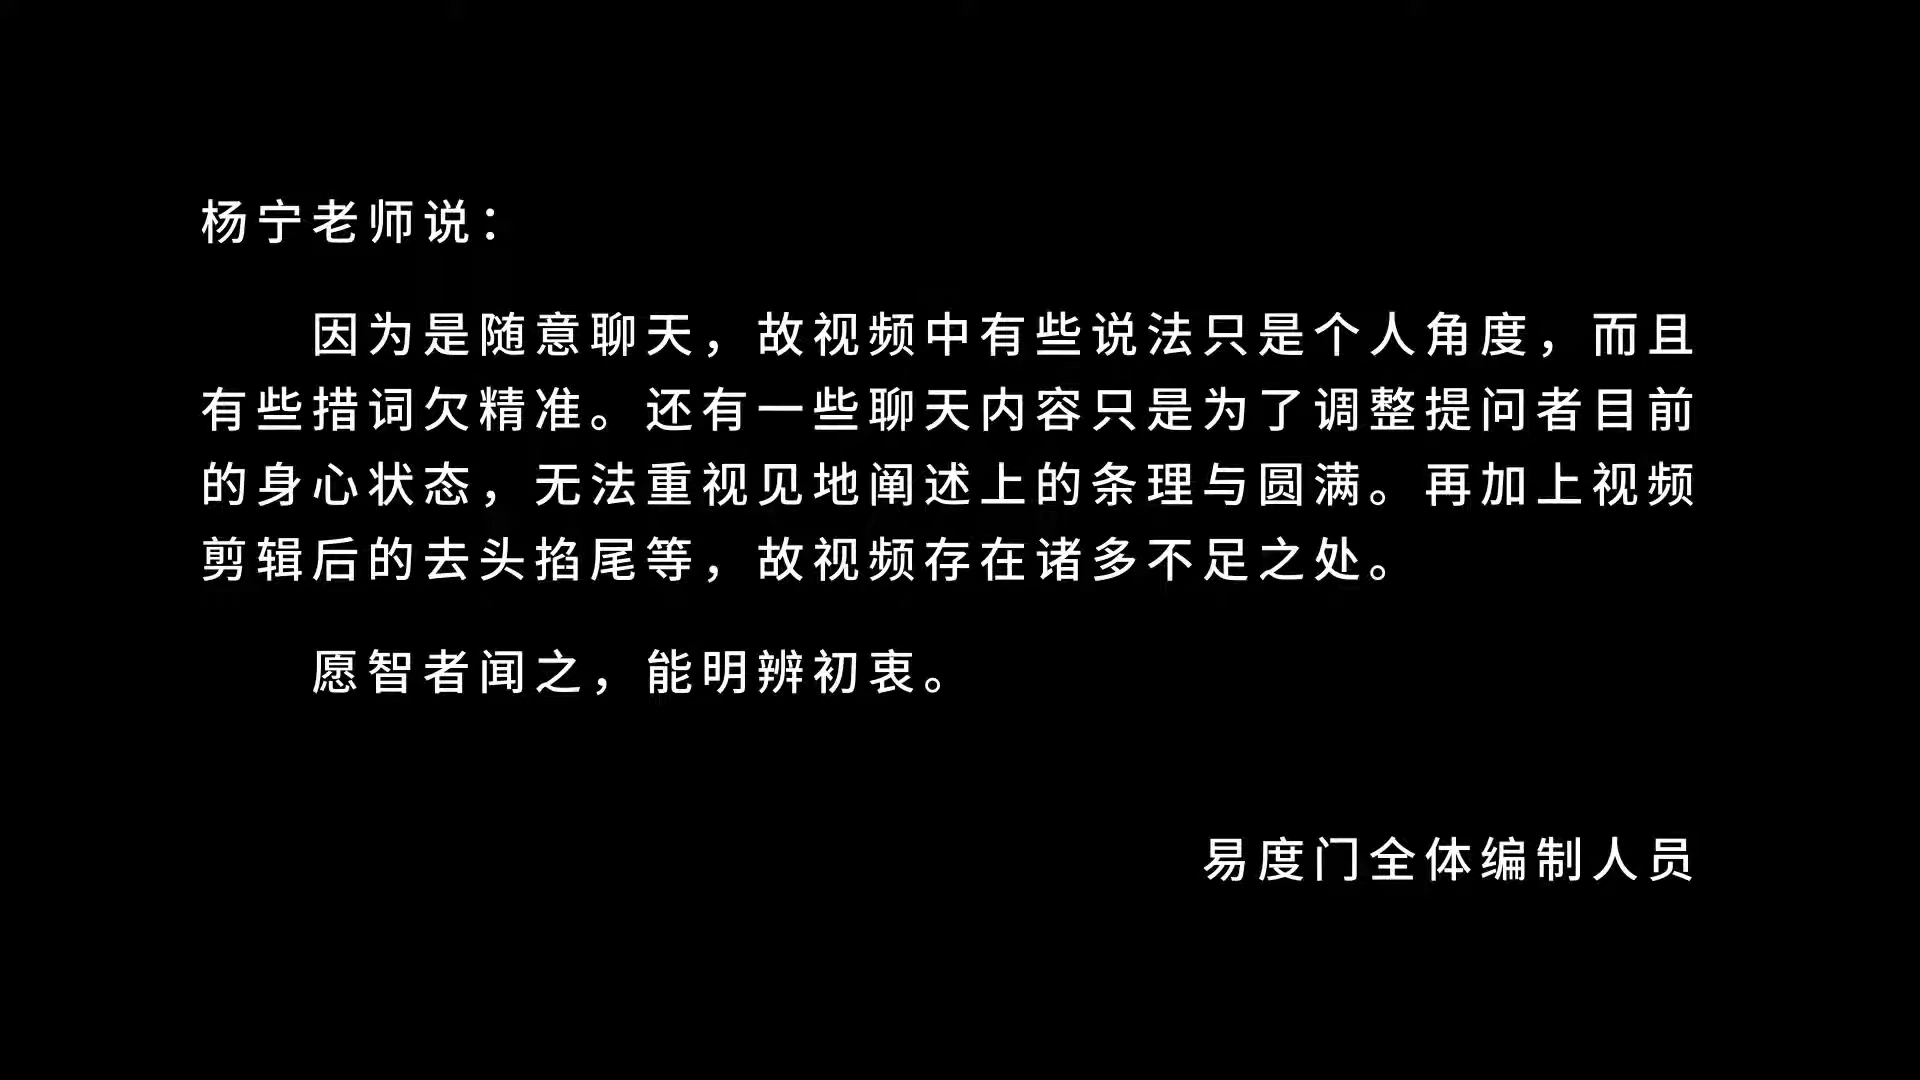 杨宁老师说：
因为是随意聊天，故视频中有些说法只是个人角度，而且
有些措词欠精准。还有一些聊天内容只是为了调整提问者目前
的身心状态，无法重视见地阐述上的条理与圆满。再加上视频
剪辑后的去头掐尾等，故视频存在诸多不足之处。
愿智者闻之，能明辨初衷。
易度门全体编制人员